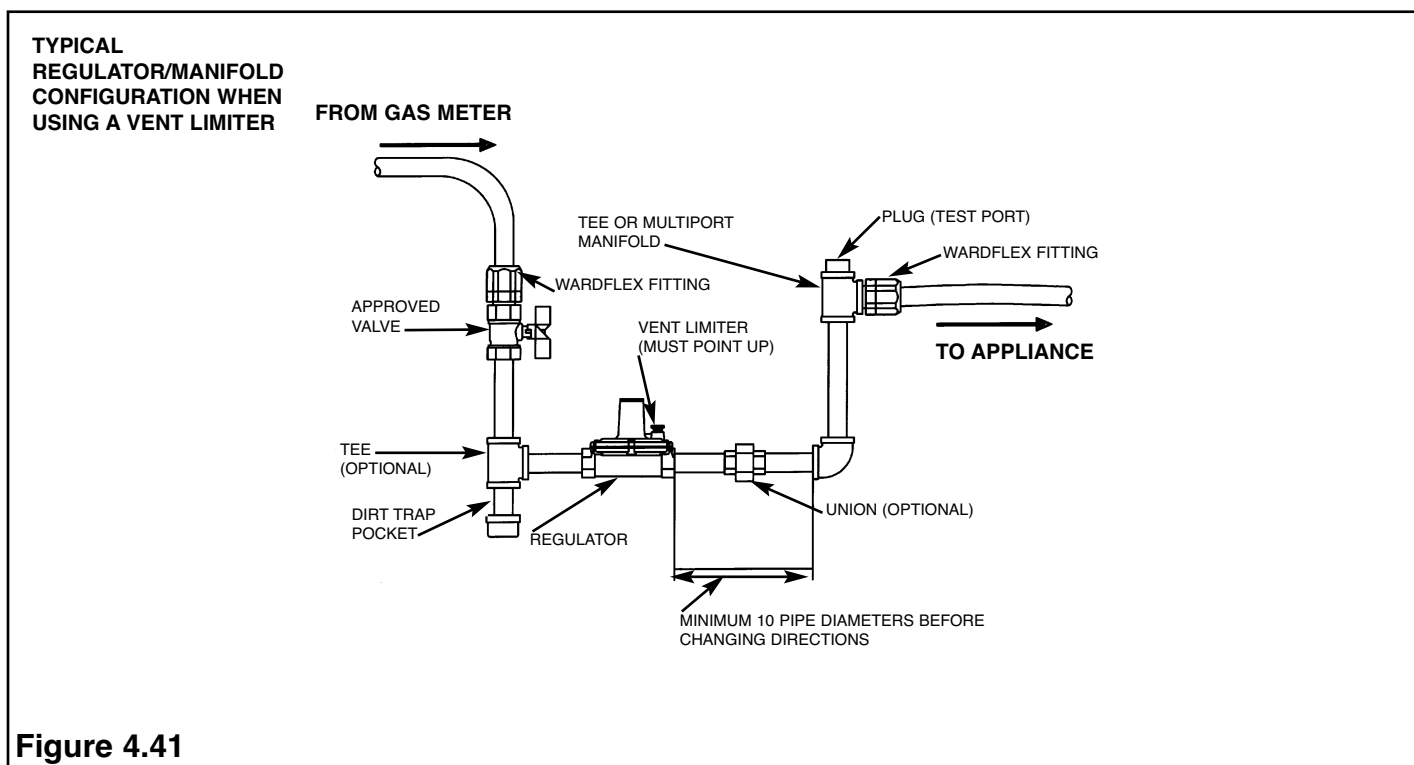 TYPICAL
REGULATOR/MANIFOLD
CONFIGURATION WHEN
USING A VENT LIMITER
FROM GAS METER
TEE OR MULTIPORT
MANIFOLD
PLUG (TEST PORT)
WARDFLEX FITTING
WARDFLEX FITTING
APPROVED
VALVE
VENT LIMITER
(MUST POINT UP)
TO APPLIANCE
TEE
(OPTIONAL)
DIRT TRAP
POCKET
REGULATOR
UNION (OPTIONAL)
MINIMUM 10 PIPE DIAMETERS BEFORE
CHANGING DIRECTIONS
Figure 4.41